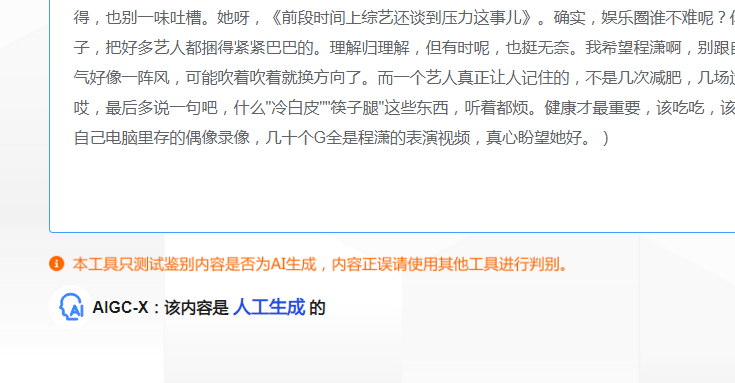 得，也别一味吐槽。她呀，《前段时间上综艺还谈到压力这事儿》。确实，娱乐圈谁不难呢？
子，把好多艺人都捆得紧紧巴巴的。理解归理解，但有时呢，也挺无奈。我希望程潇啊，别跟
气好像一阵风，可能吹着吹着就换方向了。而一个艺人真正让人记住的，不是几次减肥，几场
哎，最后多说一句吧，什么"冷白皮""筷子腿"这些东西，听着都烦。健康才最重要，该吃吃，该
自己电脑里存的偶像录像，几十个G全是程潇的表演视频，真心盼望她好。）
本工具只测试鉴别内容是否为AI生成，内容正误请使用其他工具进行判别。
AI AIGC-X：该内容是 人工生成 的